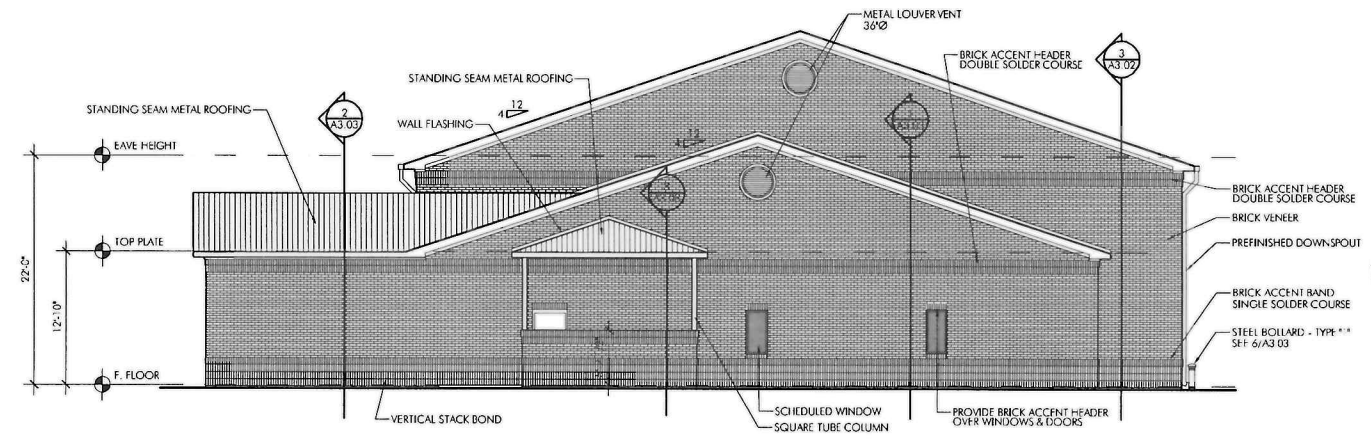 METAL LOUVER VENT
36"Ø
BRICK ACCENT HEADER
DOUBLE SOLDER COURSE
3
A3.02
STANDING SEAM METAL ROOFING
STANDING SEAM METAL ROOFING
2
A3.03
12
4
WALL FLASHING
12
4
EAVE HEIGHT
BRICK ACCENT HEADER
DOUBLE SOLDER COURSE
BRICK VENEER
PREFINISHED DOWNSPOUT
TOP PLATE
22'-0"
12'-10"
BRICK ACCENT BAND
SINGLE SOLDER COURSE
STEEL BOLLARD - TYPE
SEE 6/A3 03
F. FLOOR
VERTICAL STACK BOND
SCHEDULED WINDOW
SQUARE TUBE COLUMN
PROVIDE BRICK ACCENT HEADER
OVER WINDOWS & DOORS